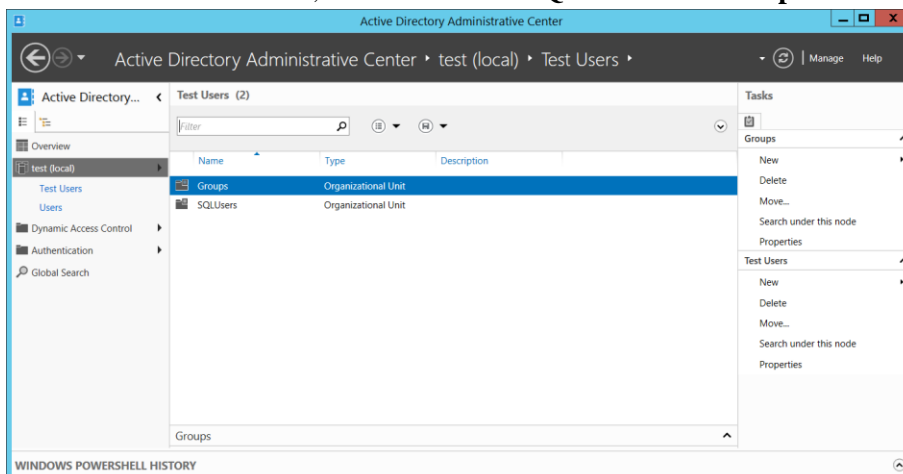 Active Directory Administrative Center
Active Directory Administrative Center • test (local) • Test Users •
Manage Help
Active Directory...
Overview
test (local)
Test Users
Users
Dynamic Access Control
Authentication
Global Search
Test Users (2)
Filter
Name Type Description
Groups Organizational Unit
SQLUsers Organizational Unit
Groups
Tasks
Groups
New
Delete
Move...
Search under this node
Properties
Test Users
New
Delete
Move...
Search under this node
Properties
WINDOWS POWERSHELL HISTORY